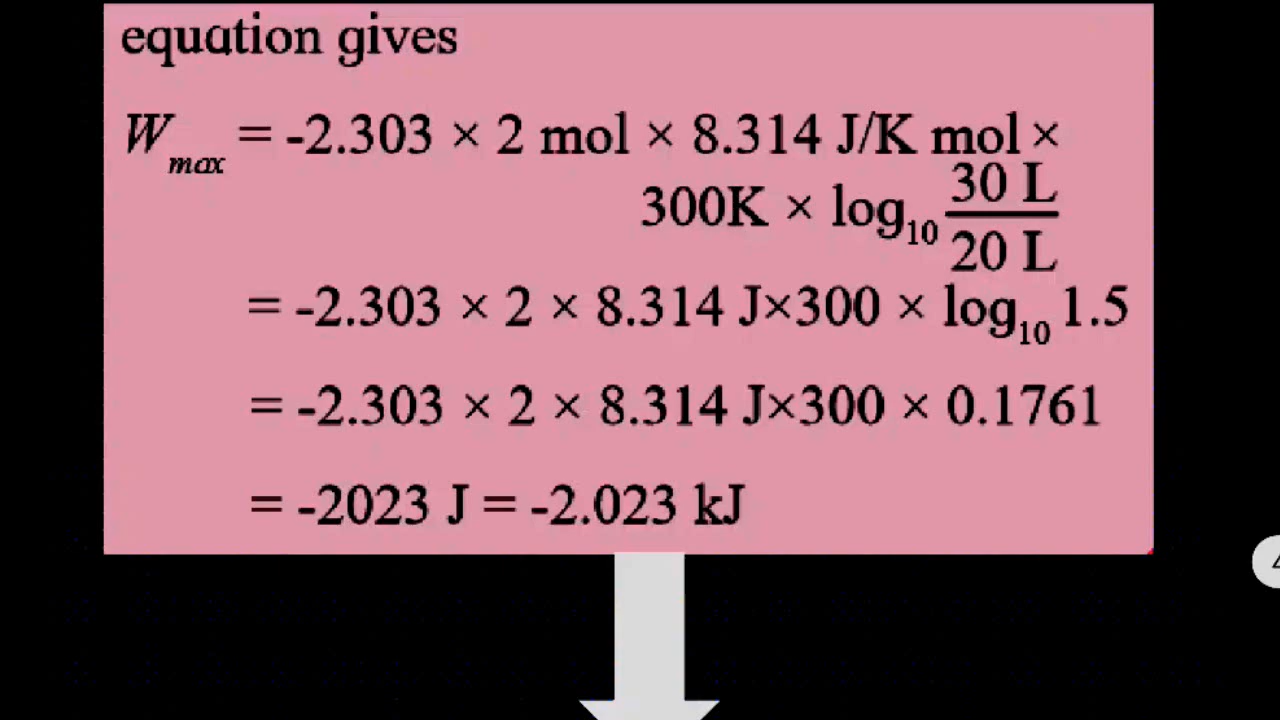 equation gives
W_max = -2.303 × 2 mol × 8.314 J/K mol ×
300K × log₁₀ 30 L / 20 L
= -2.303 × 2 × 8.314 J×300 × log₁₀ 1.5
= -2.303 × 2 × 8.314 J×300 × 0.1761
= -2023 J = -2.023 kJ